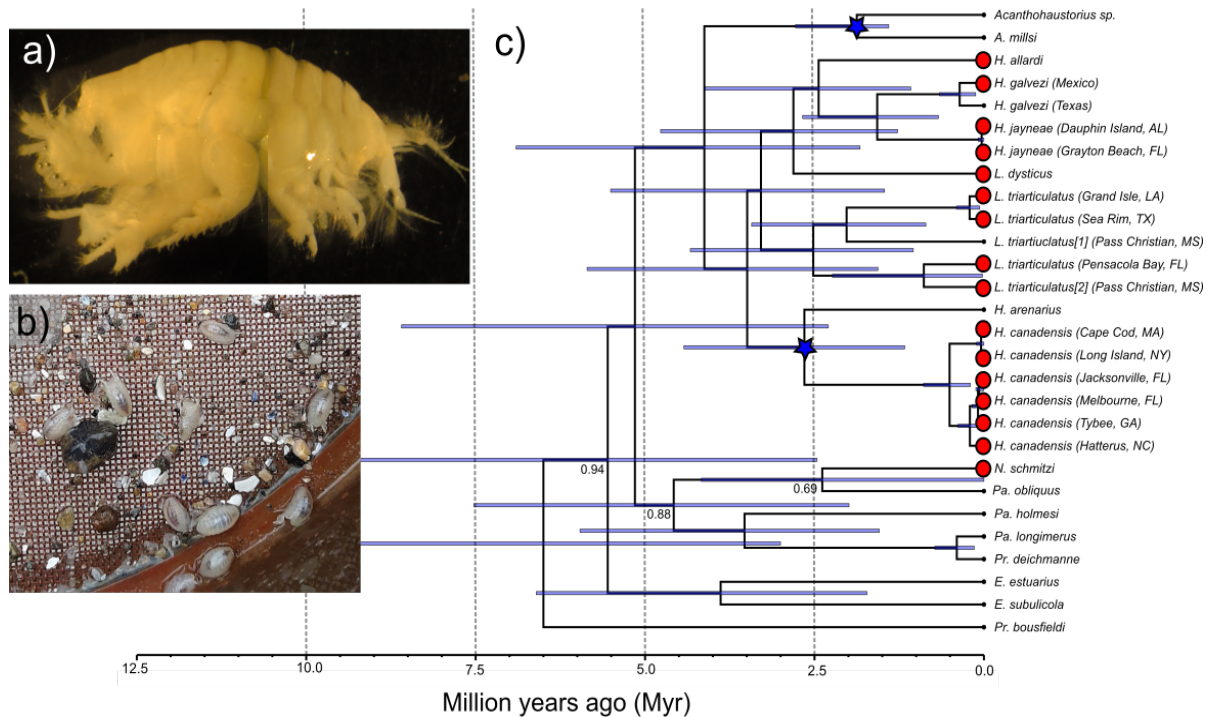 a)
b)
c)
Acanthohaustorius sp.
A. millsi
H. allardi
H. galvezi (Mexico)
H. galvezi (Texas)
H. jayneae (Dauphin Island, AL)
H. jayneae (Grayton Beach, FL)
L. dysticus
L. triarticulatus (Grand Isle, LA)
L. triarticulatus (Sea Rim, TX)
L. triartiuclatus[1] (Pass Christian, MS)
L. triarticulatus (Pensacola Bay, FL)
L. triarticulatus[2] (Pass Christian, MS)
H. arenarius
H. canadensis (Cape Cod, MA)
H. canadensis (Long Island, NY)
H. canadensis (Jacksonville, FL)
H. canadensis (Melbourne, FL)
H. canadensis (Tybee, GA)
H. canadensis (Hatterus, NC)
N. schmitzi
Pa. obliquus
Pa. holmesi
Pa. longimerus
Pr. deichmanne
E. estuarius
E. subulicola
Pr. bousfieldi
0.94
0.69
0.88
12.5 10.0 7.5 5.0 2.5 0.0
Million years ago (Myr)